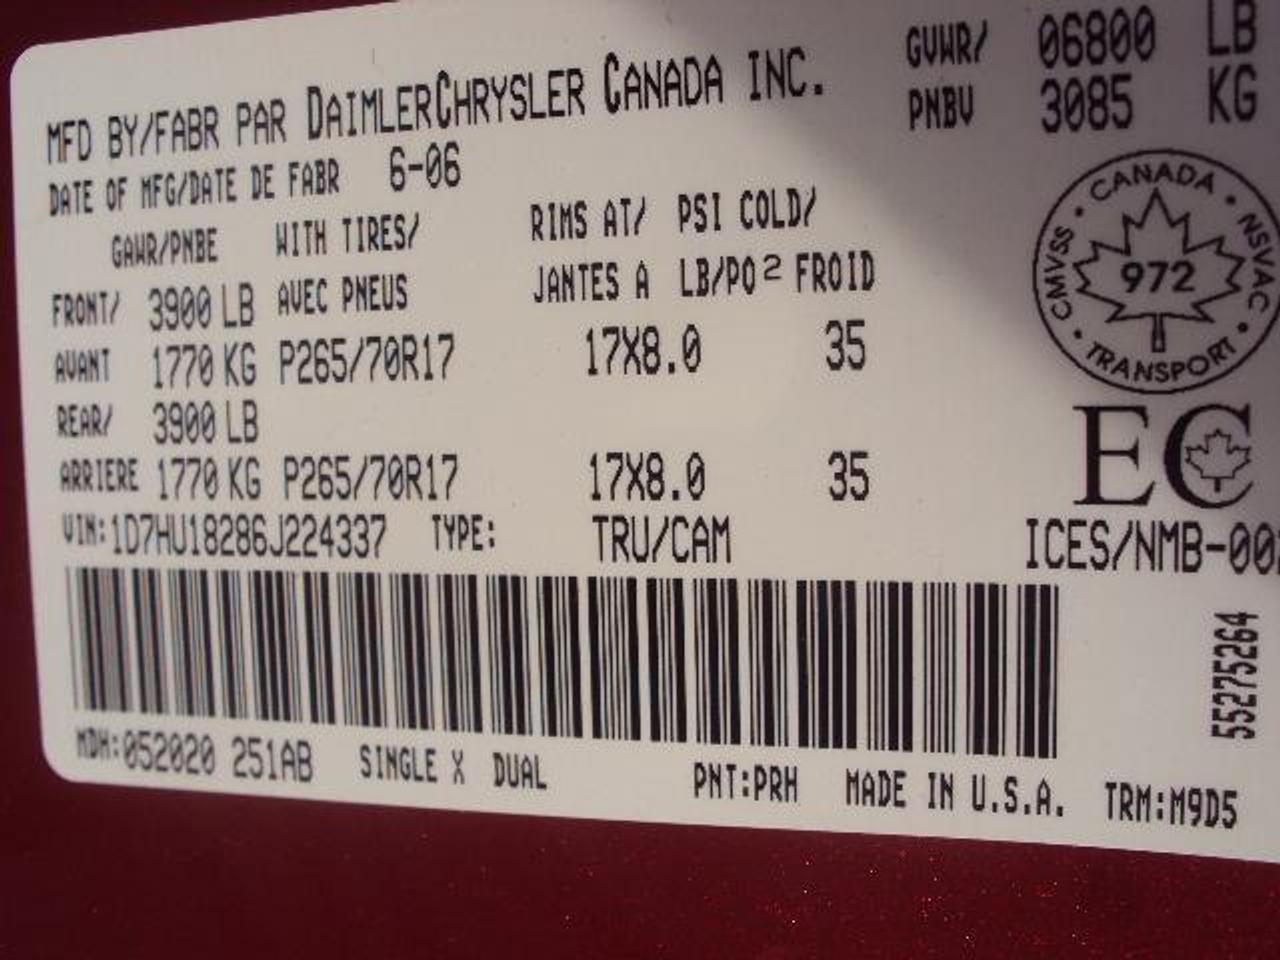 MFD BY/FABR PAR DAIMLERCHRYSLER CANADA INC.
GVWR/ 06800 LB
PNBV 3085 KG
DATE OF MFG/DATE DE FABR 6-06
GAWR/PNBE WITH TIRES/ RIMS AT/ PSI COLD/
FRONT/ 3900 LB AVEC PNEUS JANTES A LB/PO² FROID
AVANT 1770 KG P265/70R17 17X8.0 35
REAR/ 3900 LB
ARRIERE 1770 KG P265/70R17 17X8.0 35
VIN:1D7HU18286J224337 TYPE: TRU/CAM
CANADA • NSVAC • TRANSPORT • CMVSS •
972
EC
ICES/NMB-00
55275264
MDH:052020 251AB SINGLE X DUAL PNT:PRH MADE IN U.S.A. TRM:M9D5